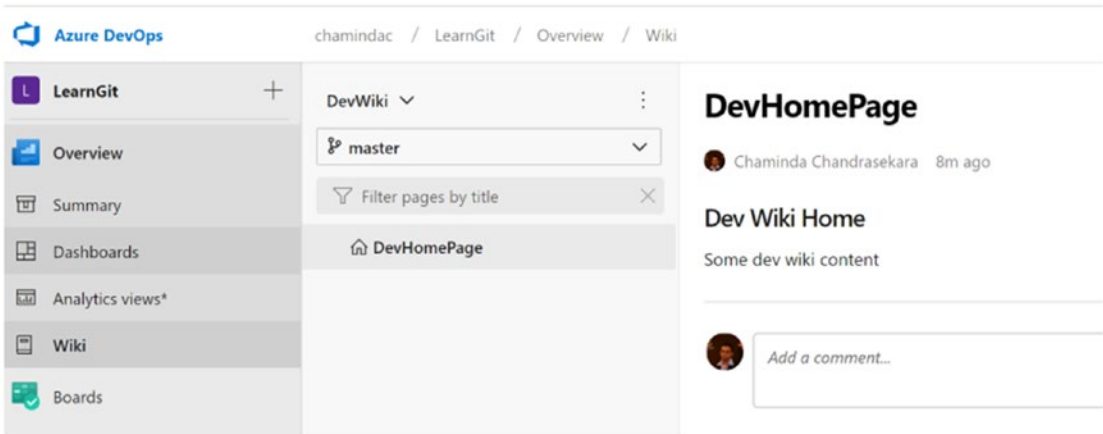 Azure DevOps
chamindac / LearnGit / Overview / Wiki
L LearnGit
Overview
Summary
Dashboards
Analytics views*
Wiki
Boards
DevWiki
master
Filter pages by title
DevHomePage
DevHomePage
Chaminda Chandrasekara 8m ago
Dev Wiki Home
Some dev wiki content
Add a comment...